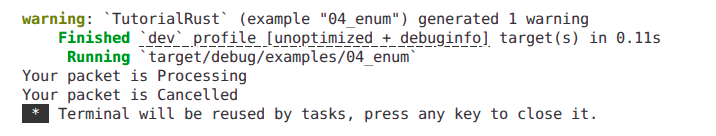 warning: `TutorialRust` (example "04_enum") generated 1 warning
Finished `dev` profile [unoptimized + debuginfo] target(s) in 0.11s
Running `target/debug/examples/04_enum`
Your packet is Processing
Your packet is Cancelled
* Terminal will be reused by tasks, press any key to close it.